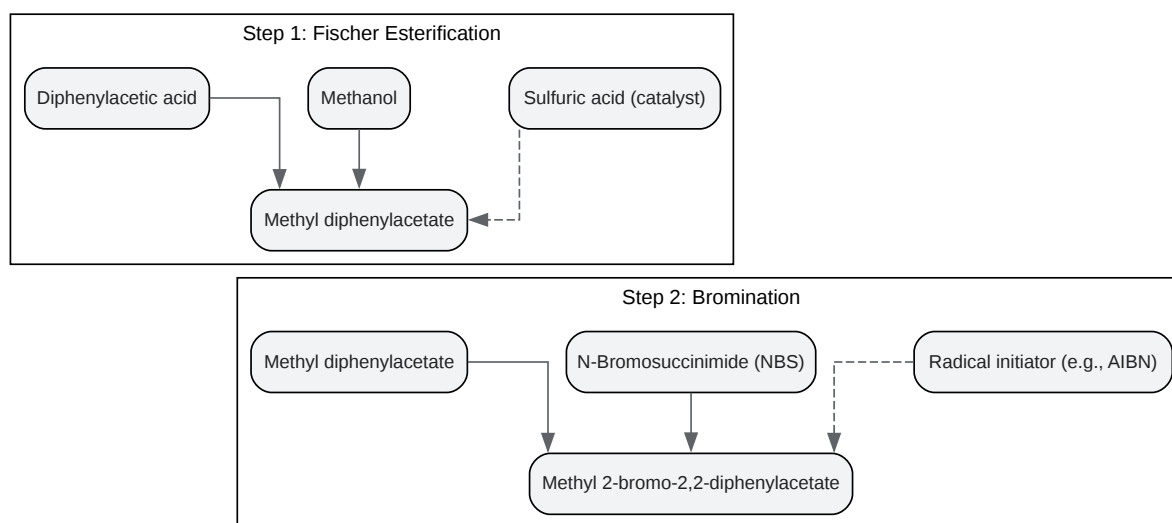 Step 1: Fischer Esterification
Diphenylacetic acid
Methanol
Sulfuric acid (catalyst)
Methyl diphenylacetate
Step 2: Bromination
Methyl diphenylacetate
N-Bromosuccinimide (NBS)
Radical initiator (e.g., AIBN)
Methyl 2-bromo-2,2-diphenylacetate